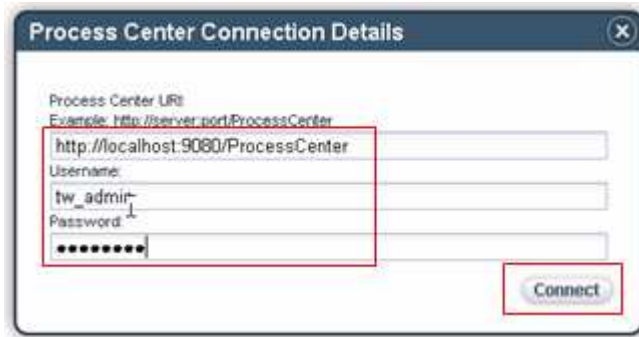 Process Center Connection Details
Process Center URI:
Example: http://server:port/ProcessCenter
http://localhost:9080/ProcessCenter
Username:
tw_admin
Password:
••••••••
Connect